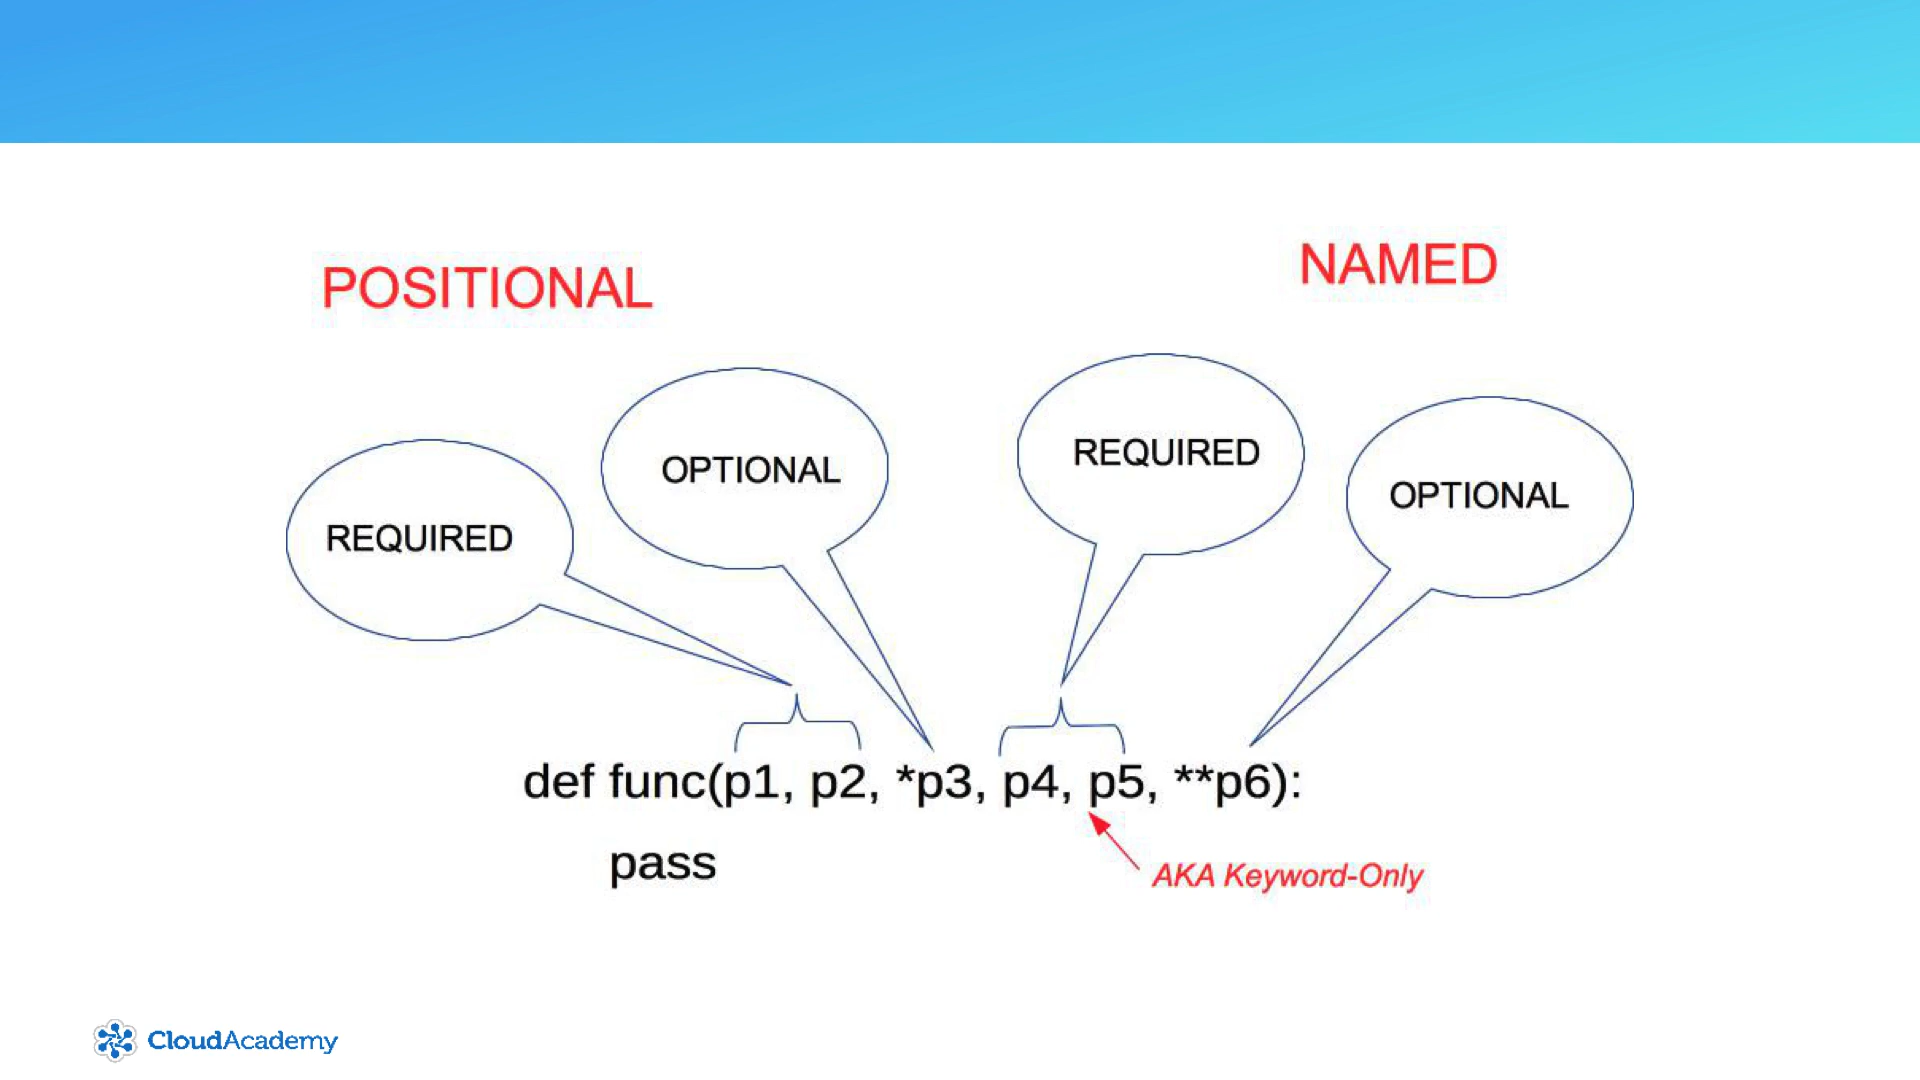 POSITIONAL
NAMED
REQUIRED
OPTIONAL
REQUIRED
OPTIONAL
def func(p1, p2, *p3, p4, p5, **p6):
pass
AKA Keyword-Only
CloudAcademy